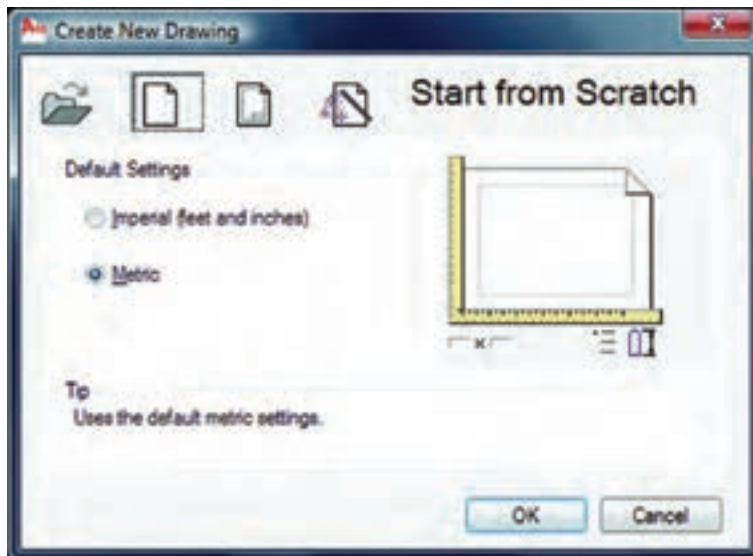 Create New Drawing
Start from Scratch
Default Settings
Imperial (feet and inches)
Metric
Tip
Uses the default metric settings.
OK
Cancel